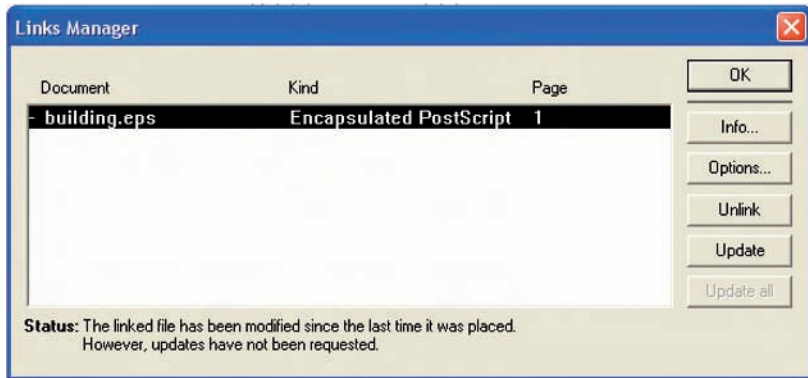 Links Manager
Document Kind Page
- building.eps Encapsulated PostScript 1
OK
Info...
Options...
Unlink
Update
Update all
Status: The linked file has been modified since the last time it was placed.
However, updates have not been requested.